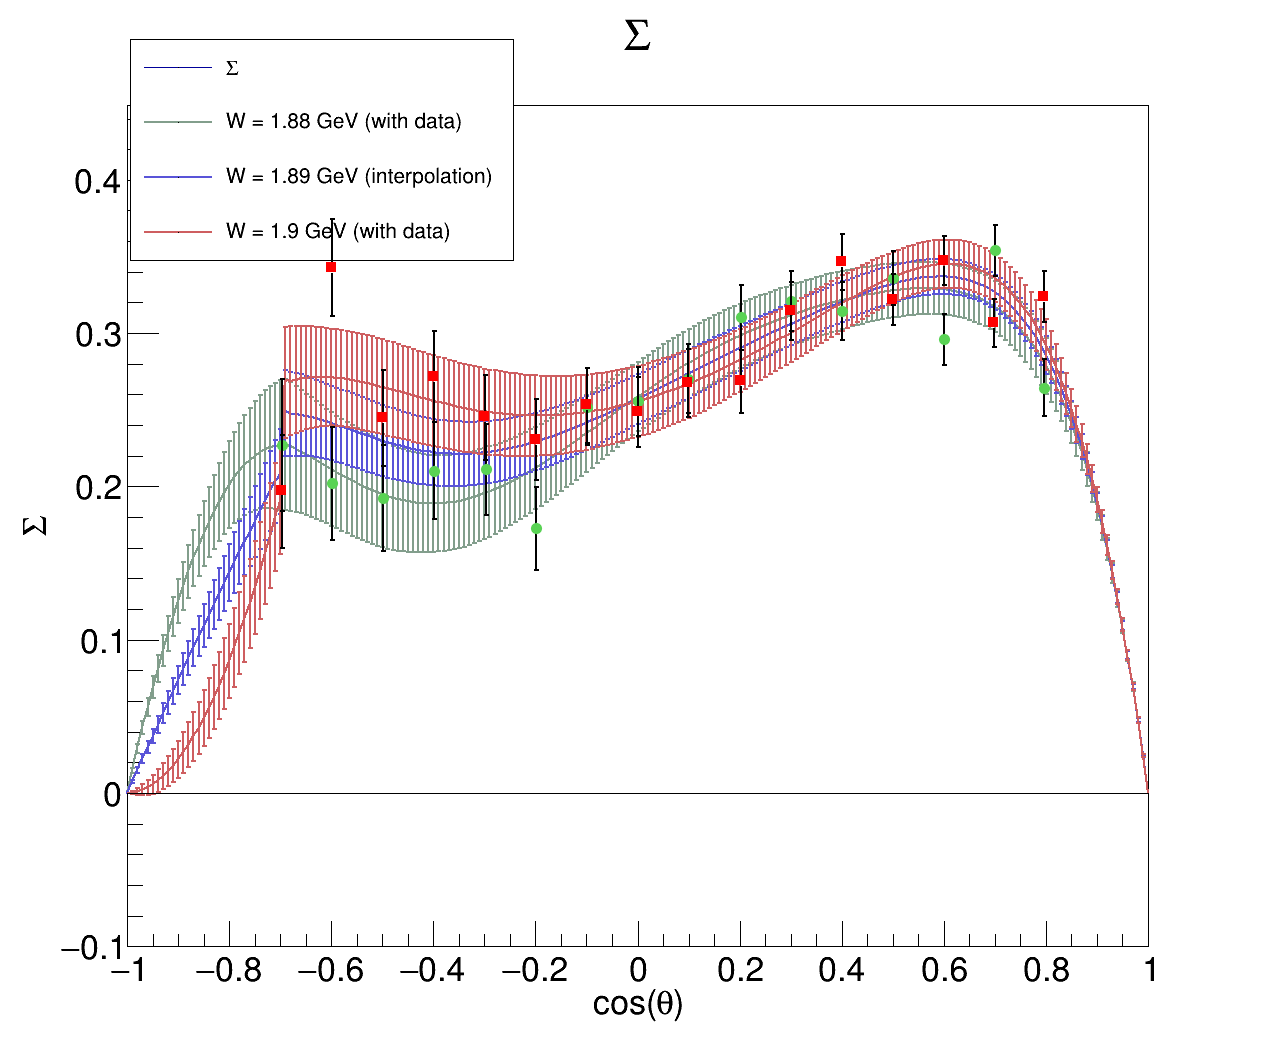 Σ
Σ
W = 1.88 GeV (with data)
W = 1.89 GeV (interpolation)
W = 1.9 GeV (with data)
0.4
0.3
0.2
0.1
0
−0.1
Σ
−1 −0.8 −0.6 −0.4 −0.2 0 0.2 0.4 0.6 0.8 1
cos(θ)